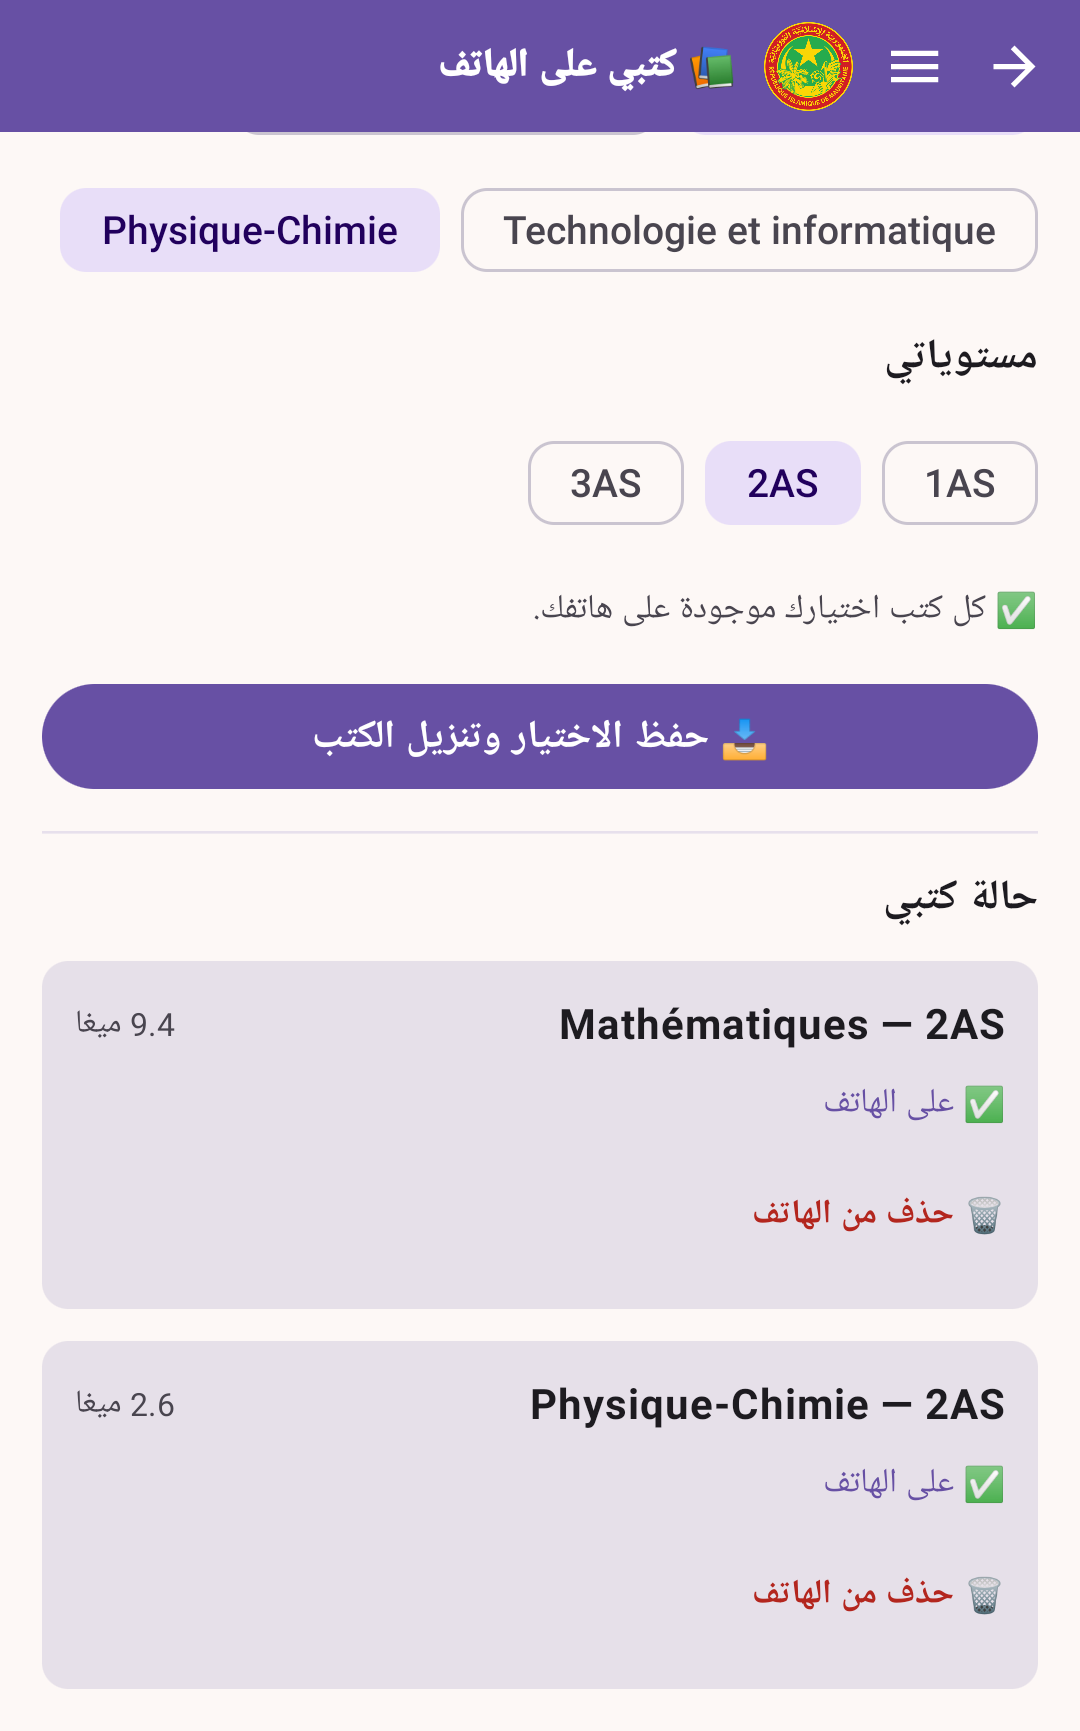 📚 كتبي على الهاتف
Technologie et informatique
Physique-Chimie
مستوياتي
1AS
2AS
3AS
✅ كل كتب اختيارك موجودة على هاتفك.
📥 حفظ الاختيار وتنزيل الكتب
حالة كتبي
Mathématiques — 2AS
9.4 ميغا
✅ على الهاتف
🗑️ حذف من الهاتف
Physique-Chimie — 2AS
2.6 ميغا
✅ على الهاتف
🗑️ حذف من الهاتف